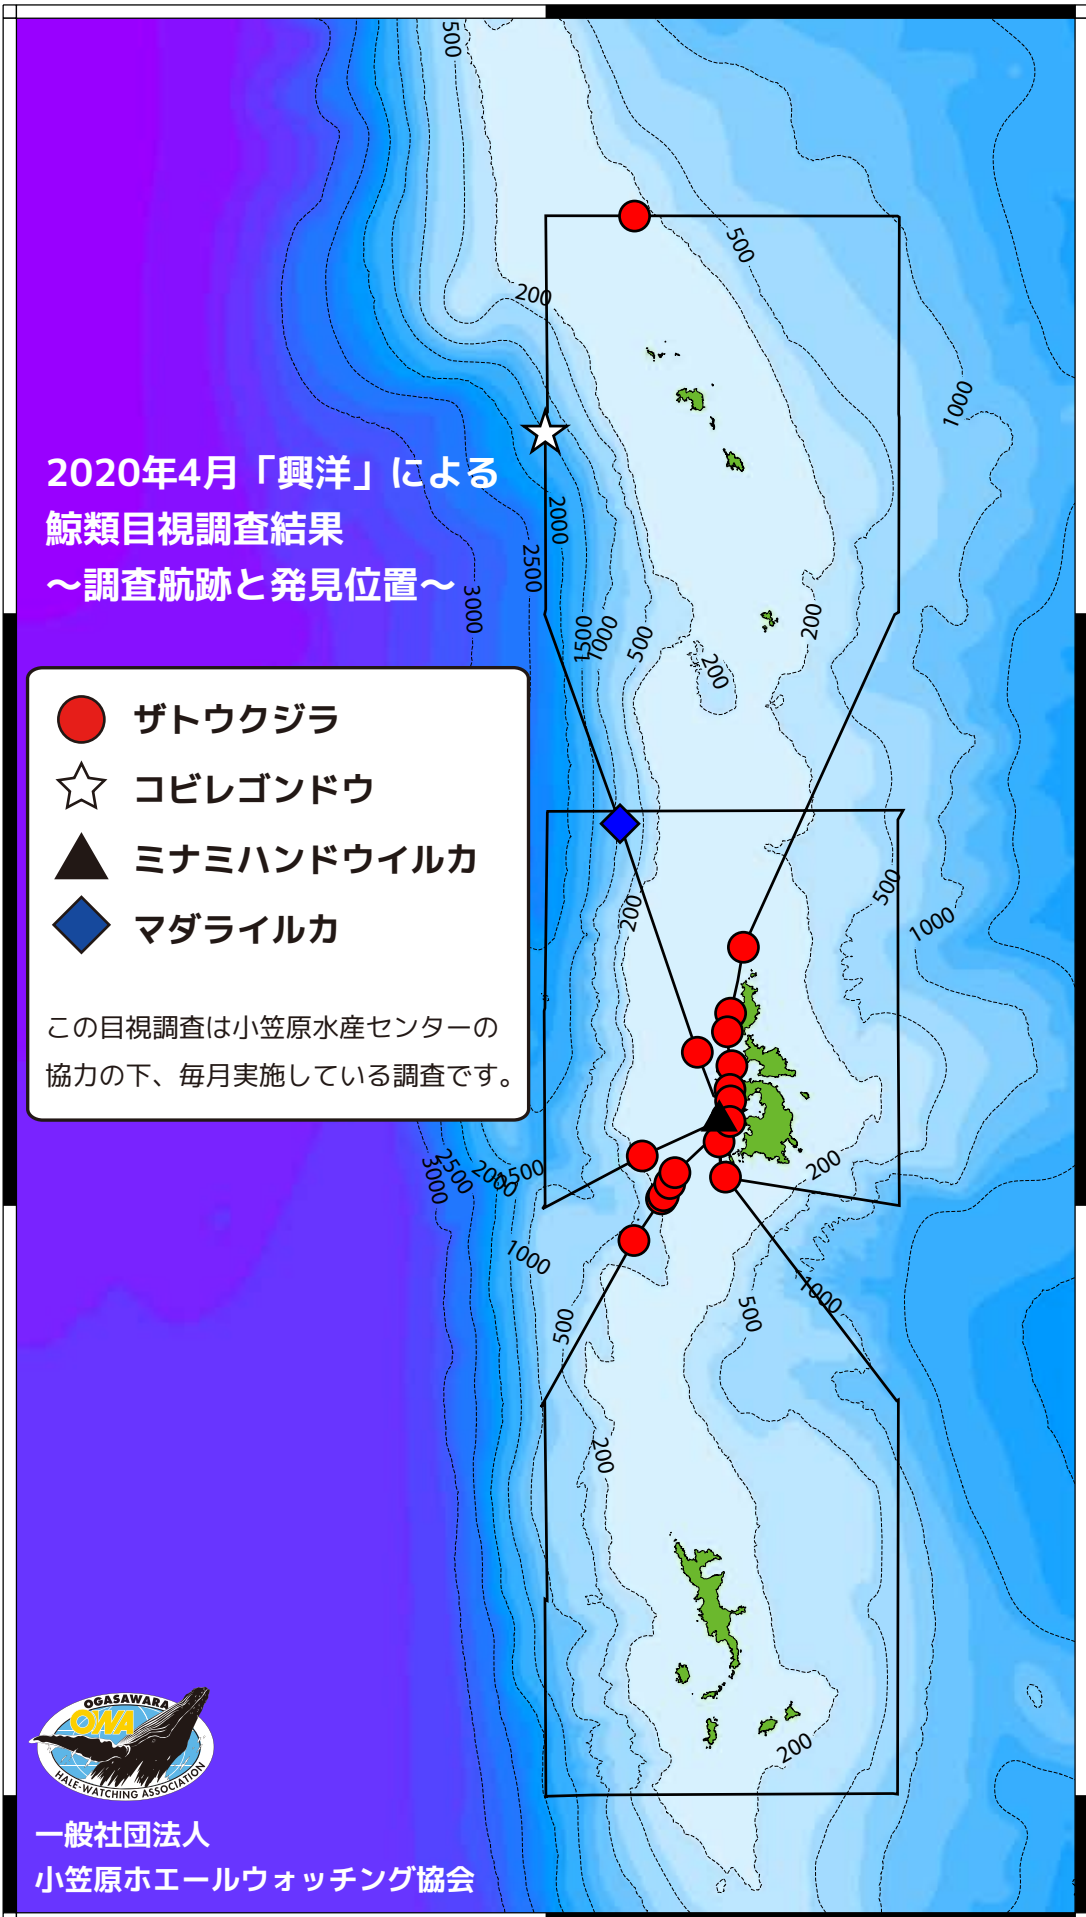 500
500
200
1000
2020年4月「興洋」による
鯨類目視調査結果
～調査航跡と発見位置～
2000
2500
3000
1500
1000
500
200
200
ザトウクジラ
コビレゴンドウ
ミナミハンドウイルカ
マダライルカ
この目視調査は小笠原水産センターの
協力の下、毎月実施している調査です。
500
200
1000
200
3000
2500
2000
1500
1000
500
500
1000
200
200
OGASAWARA
OWA
HALE-WATCHING ASSOCIATION
一般社団法人
小笠原ホエールウォッチング協会